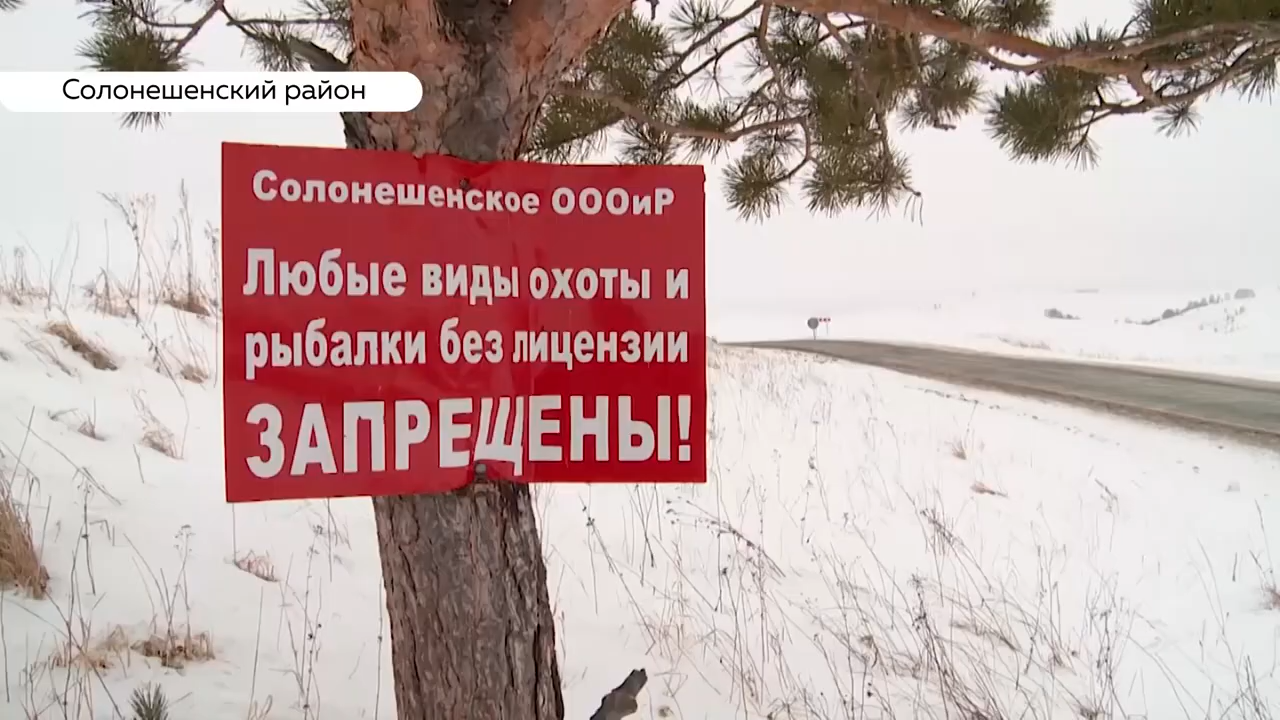 Солонешенский район
Солонешенское ОООиР
Любые виды охоты и
рыбалки без лицензии
ЗАПРЕЩЕНЫ!